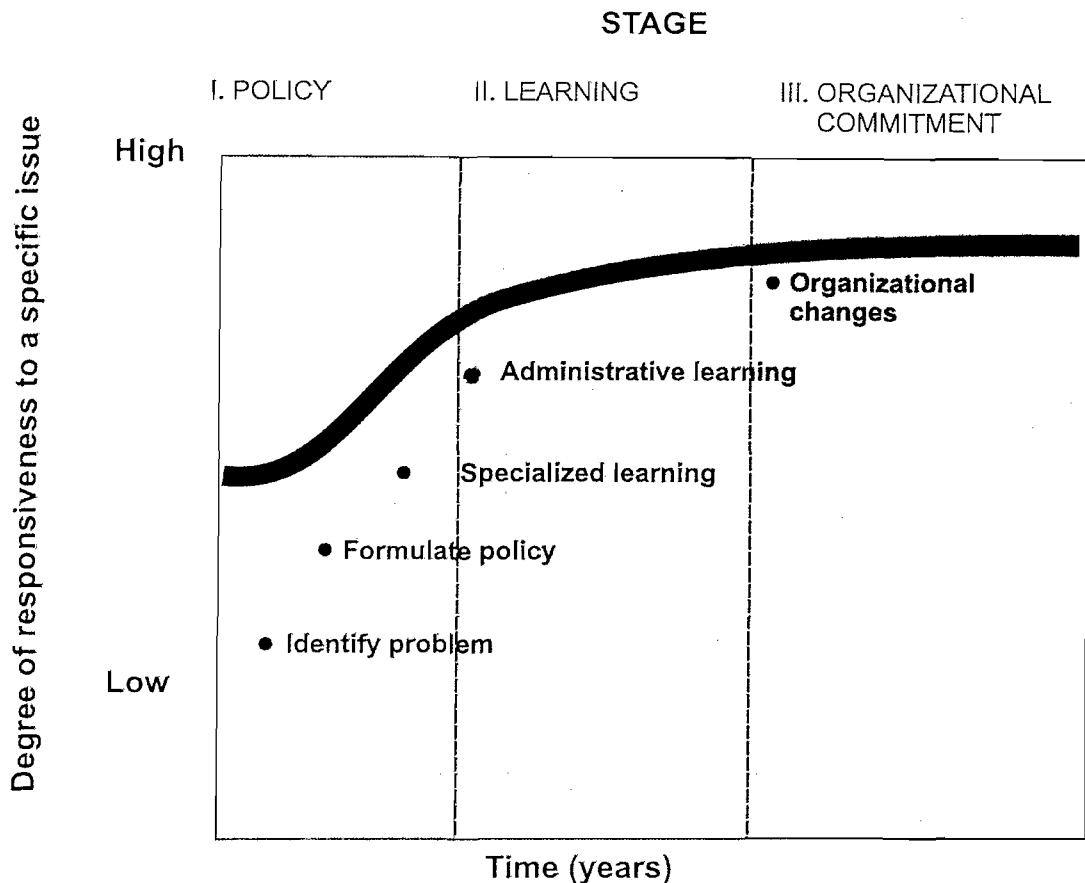 STAGE
I. POLICY
II. LEARNING
III. ORGANIZATIONAL
COMMITMENT
Degree of responsiveness to a specific issue
High
Organizational
changes
Administrative learning
Specialized learning
Formulate policy
Identify problem
Low
Time (years)